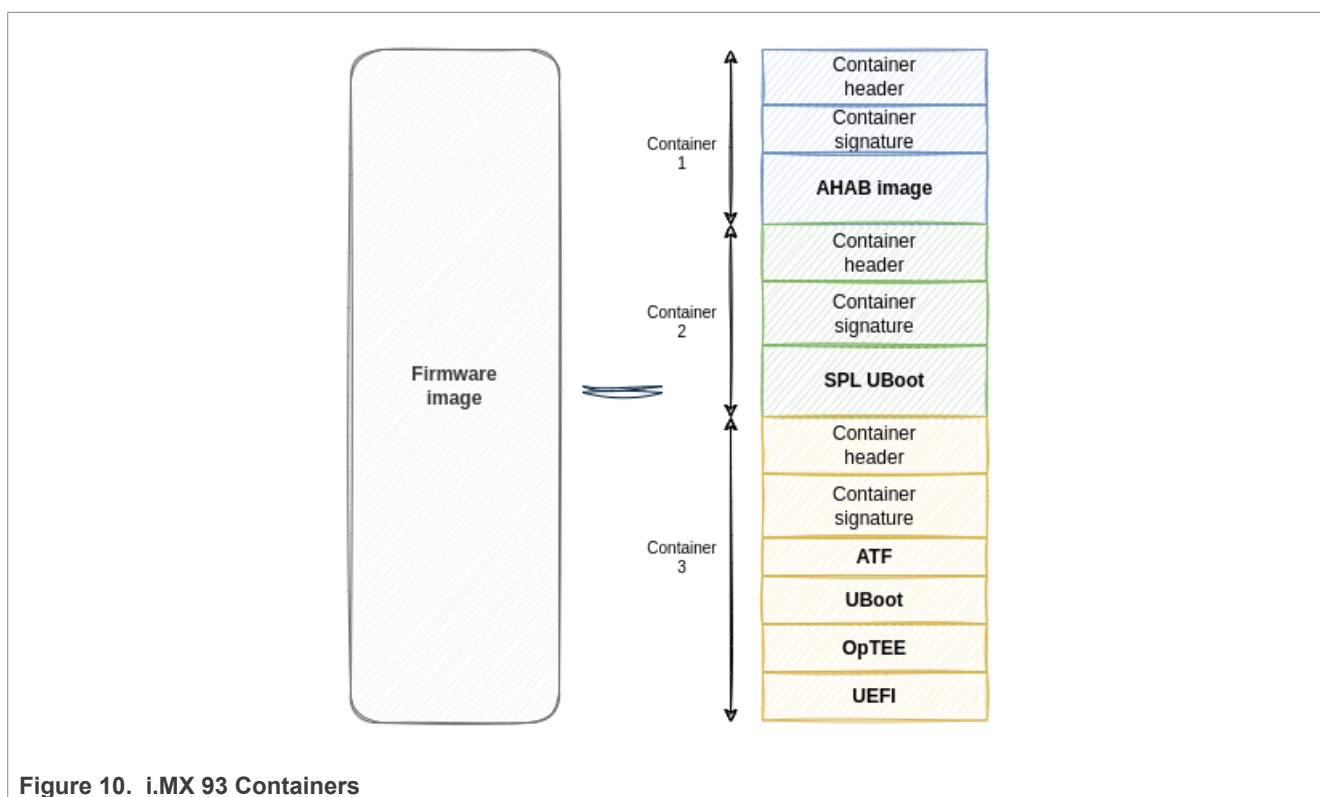 Firmware
image
Container
1
Container
header
Container
signature
AHAB image
Container
2
Container
header
Container
signature
SPL UBoot
Container
3
Container
header
Container
signature
ATF
UBoot
OpTEE
UEFI
Figure 10. i.MX 93 Containers